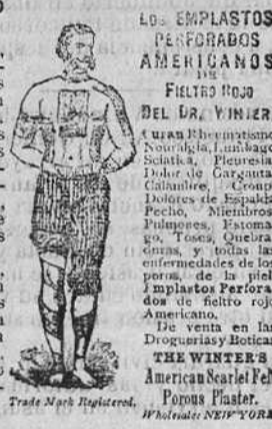 LOS EMPLASTOS
PERFORADOS
AMERICANOS
DE
FIELTRO ROJO
DEL DR. WINTER
Curan Rheumatismo
Neuralgia, Lumbago
Sciatika, Pleuresia
Dolor de Garganta
Calambre, Croup
Dolores de Espalda
Pecho, Miembros
Pulmones, Estoma-
go, Toses, Quebra
duras, y todas las
enfermedades de los
poros, de la piel
Emplastos Perfora-
dos de fieltro rojo
Americano.
De venta en las
Droguerias y Boticas
THE WINTER'S
American Scarlet Felt
Porous Plaster.
Wholesale: NEW YORK
Trade Mark Registered,